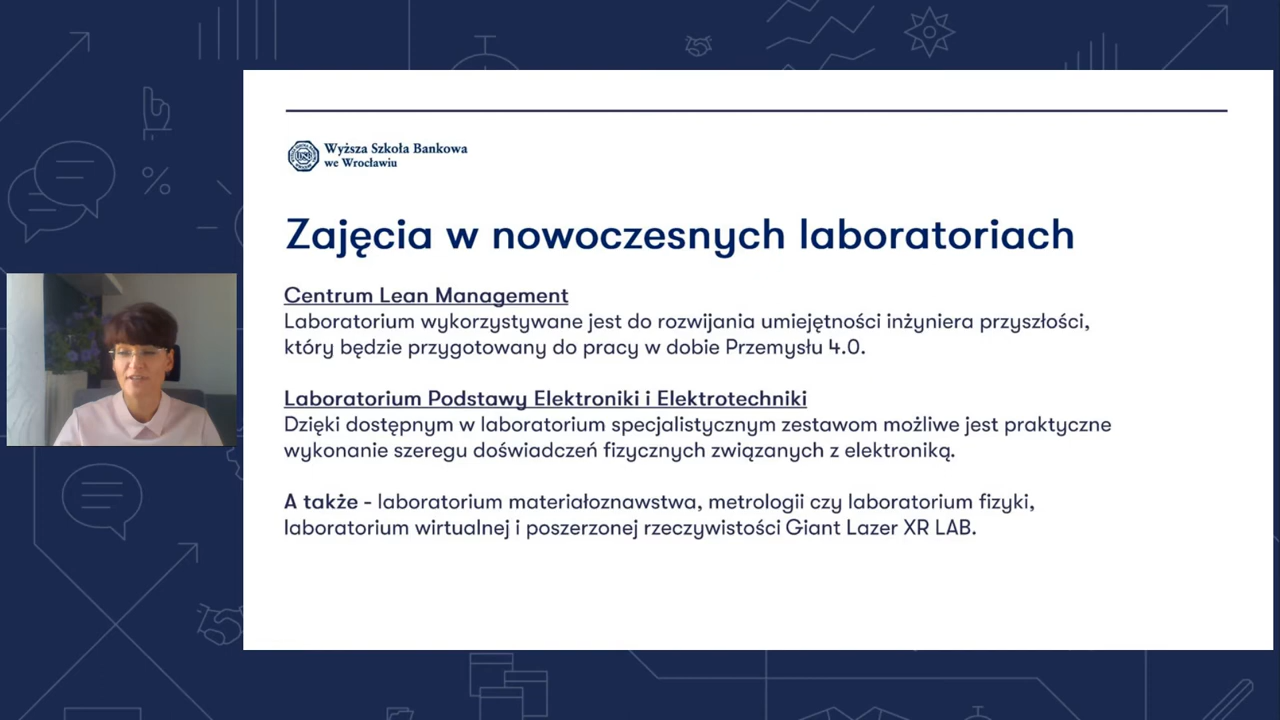 Wyższa Szkoła Bankowa
we Wrocławiu
Zajęcia w nowoczesnych laboratoriach
Centrum Lean Management
Laboratorium wykorzystywane jest do rozwijania umiejętności inżyniera przyszłości,
który będzie przygotowany do pracy w dobie Przemysłu 4.0.
Laboratorium Podstawy Elektroniki i Elektrotechniki
Dzięki dostępnym w laboratorium specjalistycznym zestawom możliwe jest praktyczne
wykonanie szeregu doświadczeń fizycznych związanych z elektroniką.
A także - laboratorium materiałoznawstwa, metrologii czy laboratorium fizyki,
laboratorium wirtualnej i poszerzonej rzeczywistości Giant Lazer XR LAB.